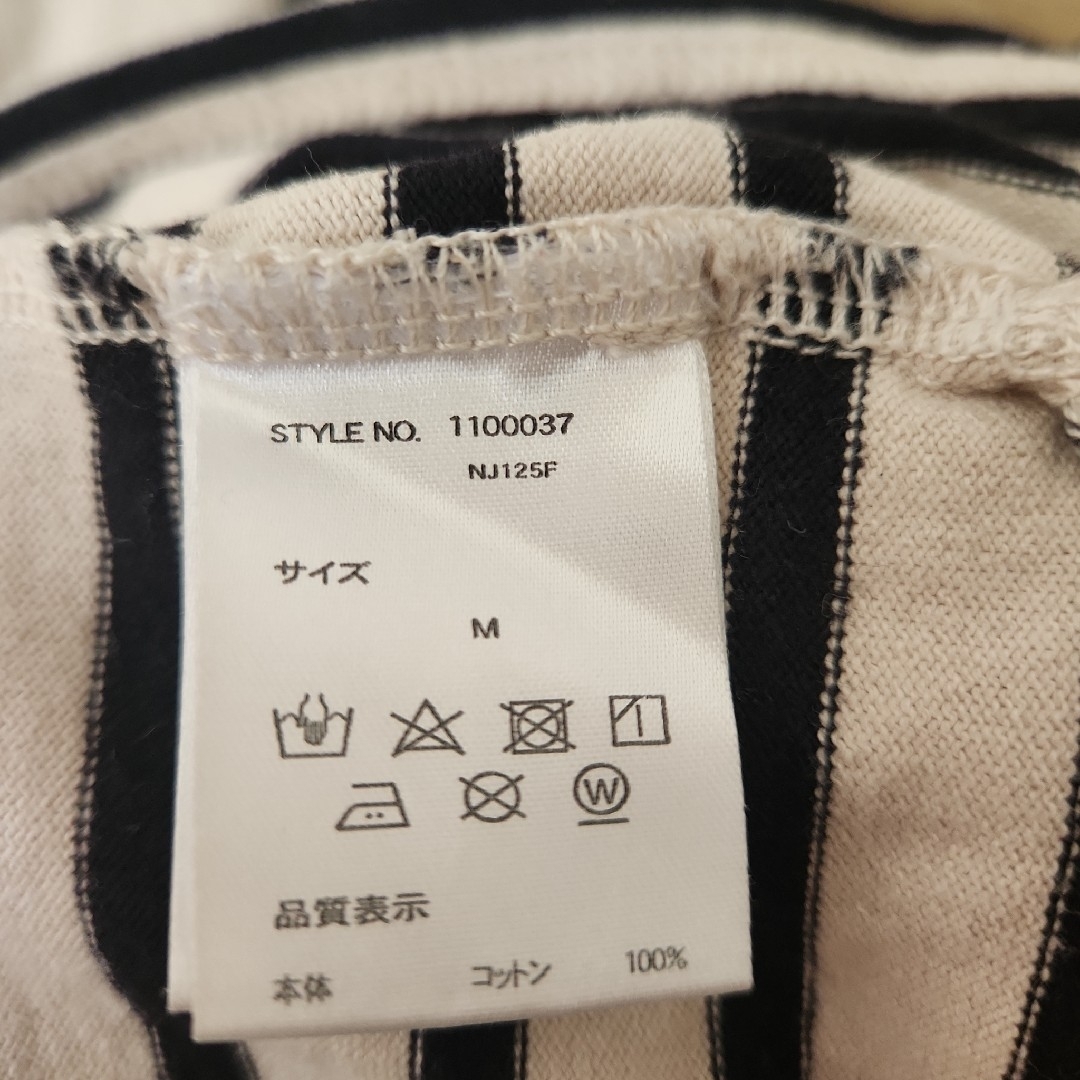 STYLE NO. 1100037
NJ125F
サイズ
M
W
品質表示
本体 コットン 100%